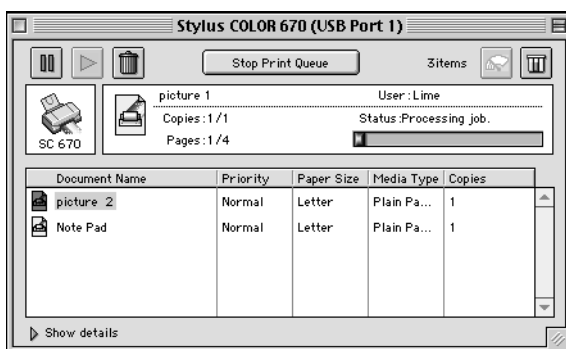 Stylus COLOR 670 (USB Port 1)
Stop Print Queue 3items
picture 1 User:Lime
Copies:1/1 Status:Processing job.
Pages:1/4
SC 670
Document Name Priority Paper Size Media Type Copies
picture 2 Normal Letter Plain Pa... 1
Note Pad Normal Letter Plain Pa... 1
Show details